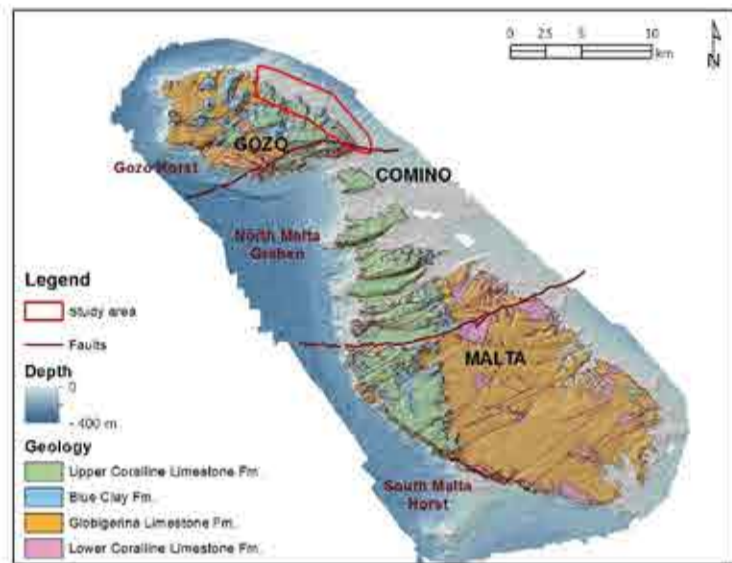 0 2.5 5 10
km
N
GOZO
Gozo Horst
COMINO
North Malta
Graben
MALTA
South Malta
Horst
Legend
Study area
Faults
Depth
0
- 400 m
Geology
Upper Coralline Limestone Fm.
Blue Clay Fm.
Globigerina Limestone Fm.
Lower Coralline Limestone Fm.